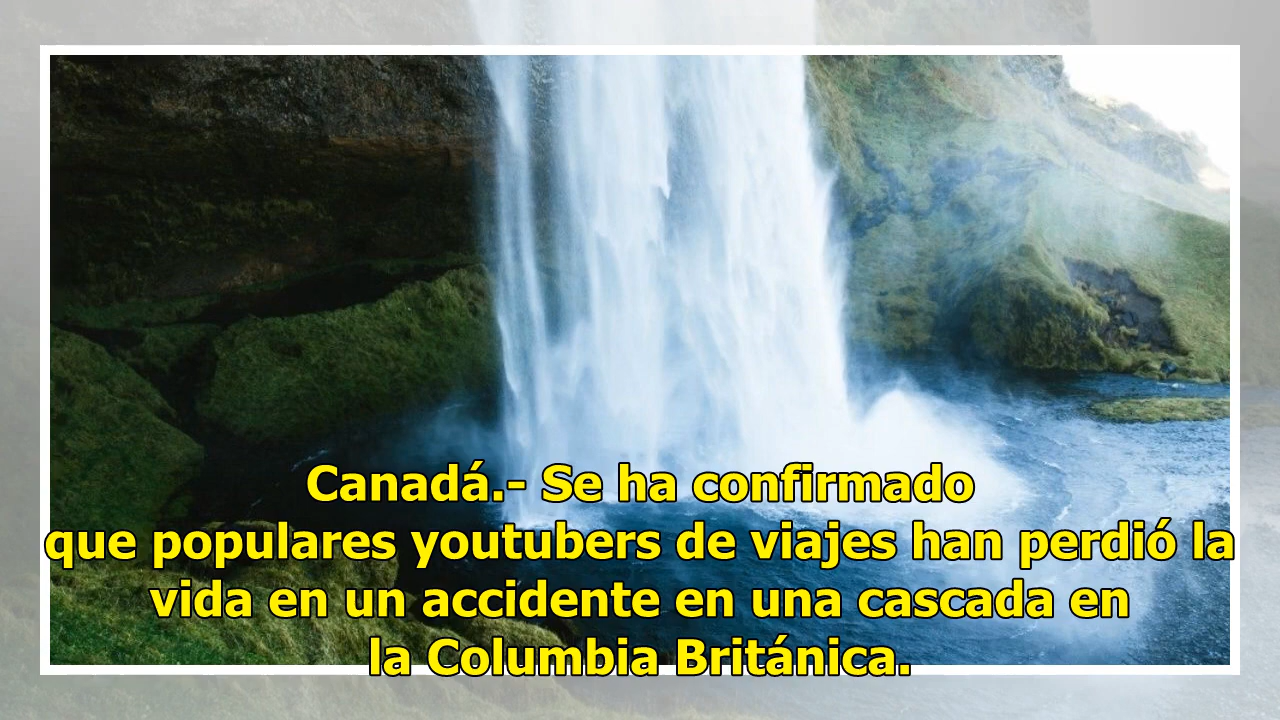 Canadá.- Se ha confirmado
que populares youtubers de viajes han perdió la
vida en un accidente en una cascada en
la Columbia Británica.